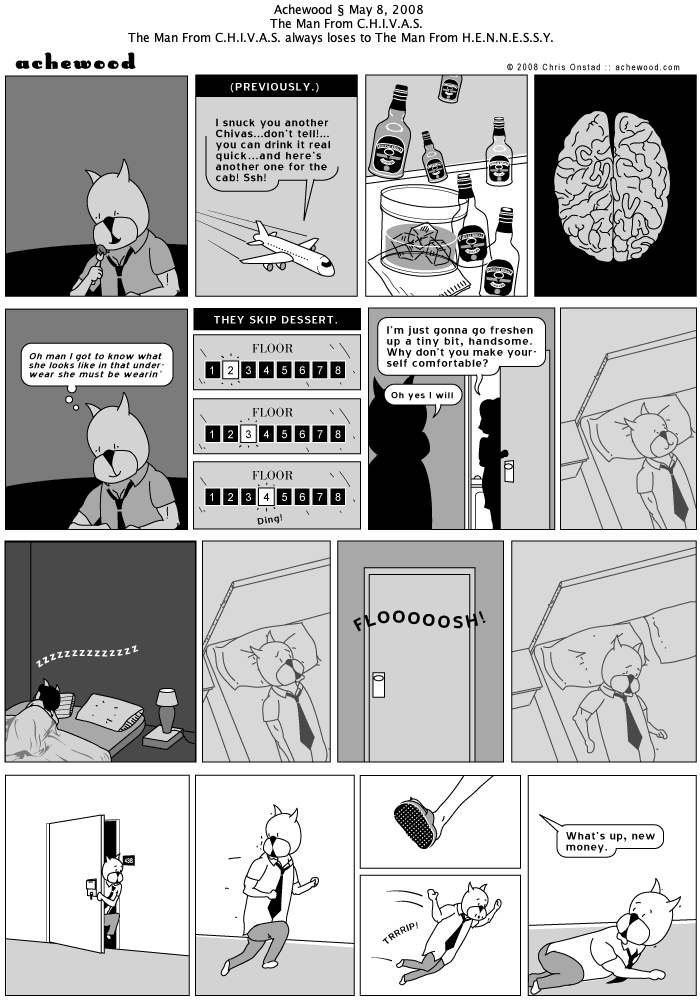 Achewood § May 8, 2008
The Man From C.H.I.V.A.S.
The Man From C.H.I.V.A.S. always loses to The Man From H.E.N.N.E.S.S.Y.
achewood
© 2008 Chris Onstad :: achewood.com
(PREVIOUSLY.)
I snuck you another
Chivas...don't tell!...
you can drink it real
quick...and here's
another one for the
cab! Ssh!
Oh man I got to know what
she looks like in that under-
wear she must be wearin'
THEY SKIP DESSERT.
FLOOR
1 2 3 4 5 6 7 8
FLOOR
1 2 3 4 5 6 7 8
FLOOR
1 2 3 4 5 6 7 8
Ding!
I'm just gonna go freshen
up a tiny bit, handsome.
Why don't you make your-
self comfortable?
Oh yes I will
ZZZZZZZZZZZZZZ
FLOOOOOSH!
438
TRRRIP!
What's up, new
money.